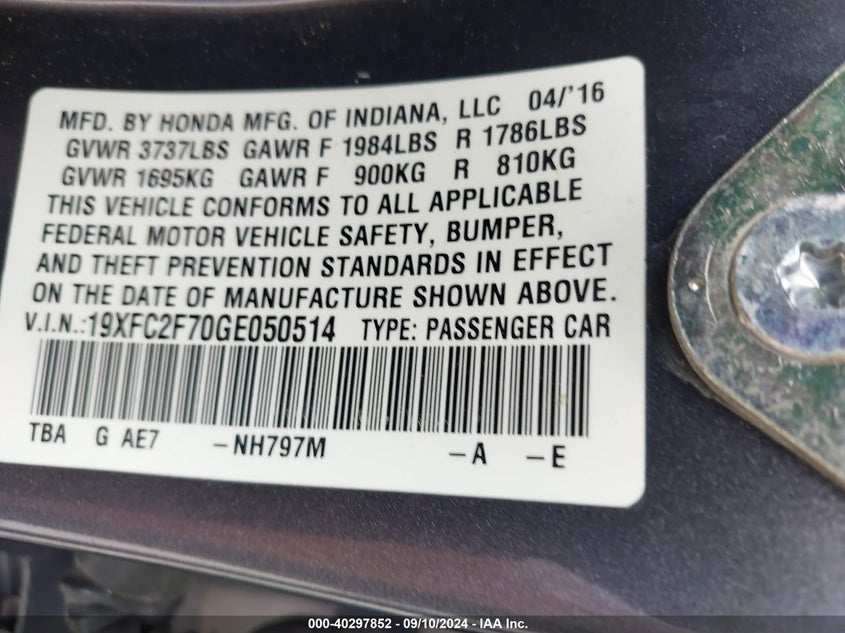 MFD. BY HONDA MFG. OF INDIANA, LLC 04/'16
GVWR 3737LBS GAWR F 1984LBS R 1786LBS
GVWR 1695KG GAWR F 900KG R 810KG
THIS VEHICLE CONFORMS TO ALL APPLICABLE
FEDERAL MOTOR VEHICLE SAFETY, BUMPER,
AND THEFT PREVENTION STANDARDS IN EFFECT
ON THE DATE OF MANUFACTURE SHOWN ABOVE.
V.I.N.:19XFC2F70GE050514 TYPE: PASSENGER CAR
TBA G AE7 -NH797M -A -E
000-40297852 - 09/10/2024 - IAA Inc.